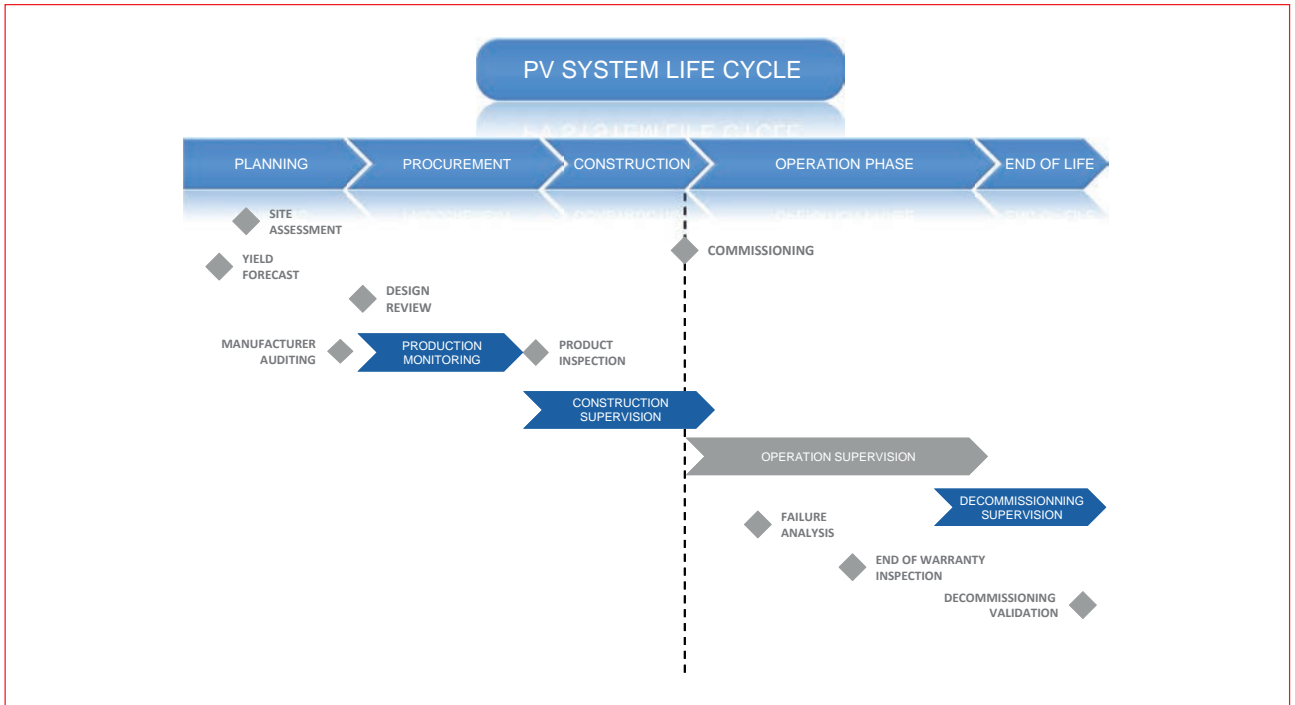 PV SYSTEM LIFE CYCLE
PLANNING
PROCUREMENT
CONSTRUCTION
OPERATION PHASE
END OF LIFE
SITE
ASSESSMENT
COMMISSIONING
YIELD
FORECAST
DESIGN
REVIEW
MANUFACTURER
AUDITING
PRODUCTION
MONITORING
PRODUCT
INSPECTION
CONSTRUCTION
SUPERVISION
OPERATION SUPERVISION
DECOMMISSIONNING
SUPERVISION
FAILURE
ANALYSIS
END OF WARRANTY
INSPECTION
DECOMMISSIONING
VALIDATION